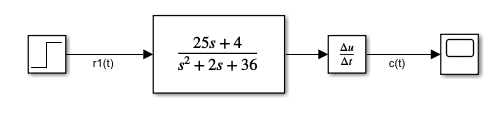 25s + 4
s² + 2s + 36
Δu
Δt
r1(t)
c(t)